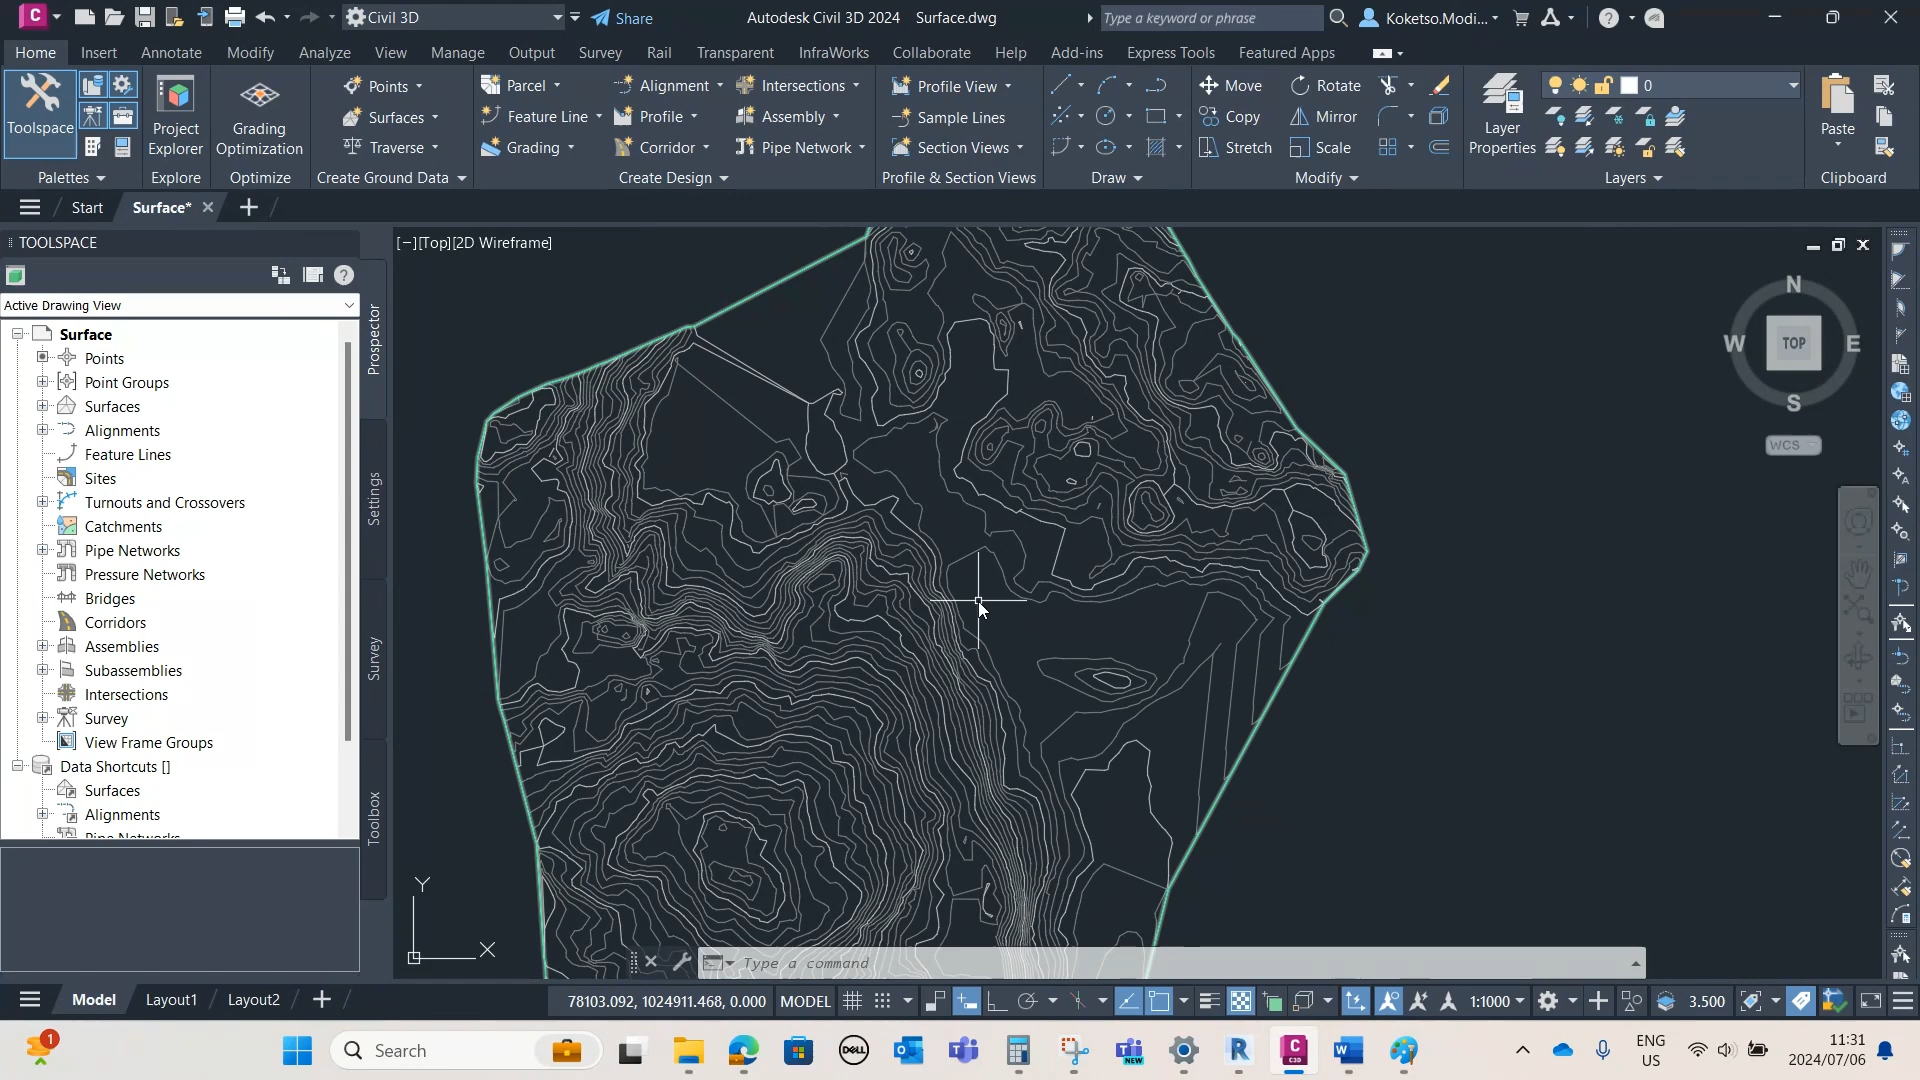 Civil 3D
Share
Autodesk Civil 3D 2024 Surface.dwg
Type a keyword or phrase
Koketso.Modi...
Home Insert Annotate Modify Analyze View Manage Output Survey Rail Transparent InfraWorks Collaborate Help Add-ins Express Tools Featured Apps
Toolspace
Palettes
Project
Explorer
Explore
Grading
Optimization
Optimize
Points
Surfaces
Traverse
Create Ground Data
Parcel
Feature Line
Grading
Alignment
Profile
Corridor
Intersections
Assembly
Pipe Network
Create Design
Profile View
Sample Lines
Section Views
Profile & Section Views
Draw
Move
Copy
Stretch
Rotate
Mirror
Scale
Modify
Layer
Properties
0
Layers
Paste
Clipboard
Start
Surface*
TOOLSPACE
Active Drawing View
Surface
Points
Point Groups
Surfaces
Alignments
Feature Lines
Sites
Turnouts and Crossovers
Catchments
Pipe Networks
Pressure Networks
Bridges
Corridors
Assemblies
Subassemblies
Intersections
Survey
View Frame Groups
Data Shortcuts []
Surfaces
Alignments
Pipe Networks
Prospector
Settings
Survey
Toolbox
[−][Top][2D Wireframe]
N
W
TOP
E
S
WCS
Y
X
Type a command
Model
Layout1
Layout2
78103.092, 1024911.468, 0.000
MODEL
1:1000
3.500
1
Search
DELL
NEW
C3D
ENG
US
11:31
2024/07/06